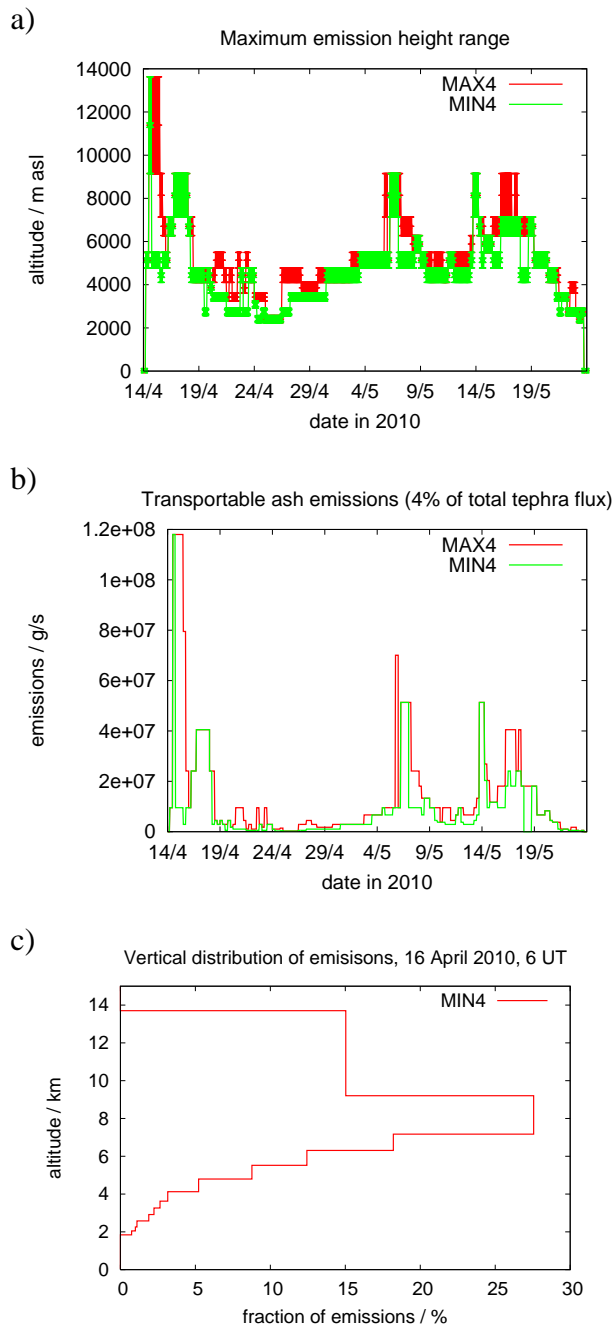 a)
Maximum emission height range
14000
12000
10000
8000
6000
4000
2000
0
altitude / m asl
MAX4
MIN4
14/4 19/4 24/4 29/4 4/5 9/5 14/5 19/5
date in 2010
b)
Transportable ash emissions (4% of total tephra flux)
1.2e+08
1e+08
8e+07
6e+07
4e+07
2e+07
0
emissions / g/s
MAX4
MIN4
14/4 19/4 24/4 29/4 4/5 9/5 14/5 19/5
date in 2010
c)
Vertical distribution of emisisons, 16 April 2010, 6 UT
14
12
10
8
6
4
2
0
altitude / km
MIN4
0 5 10 15 20 25 30
fraction of emissions / %